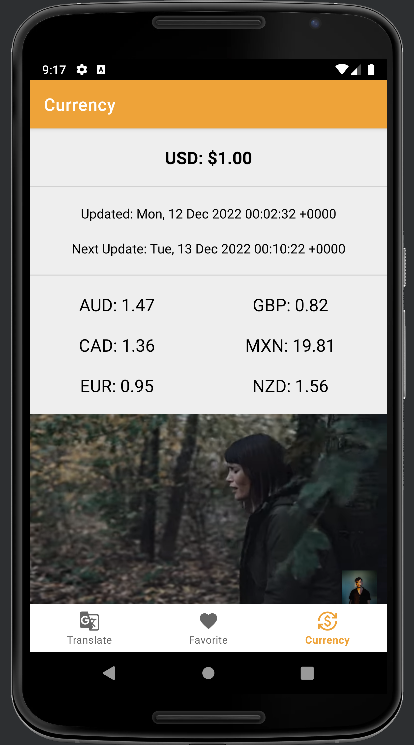 9:17
Currency
USD: $1.00
Updated: Mon, 12 Dec 2022 00:02:32 +0000
Next Update: Tue, 13 Dec 2022 00:10:22 +0000
AUD: 1.47 GBP: 0.82
CAD: 1.36 MXN: 19.81
EUR: 0.95 NZD: 1.56
Translate Favorite Currency